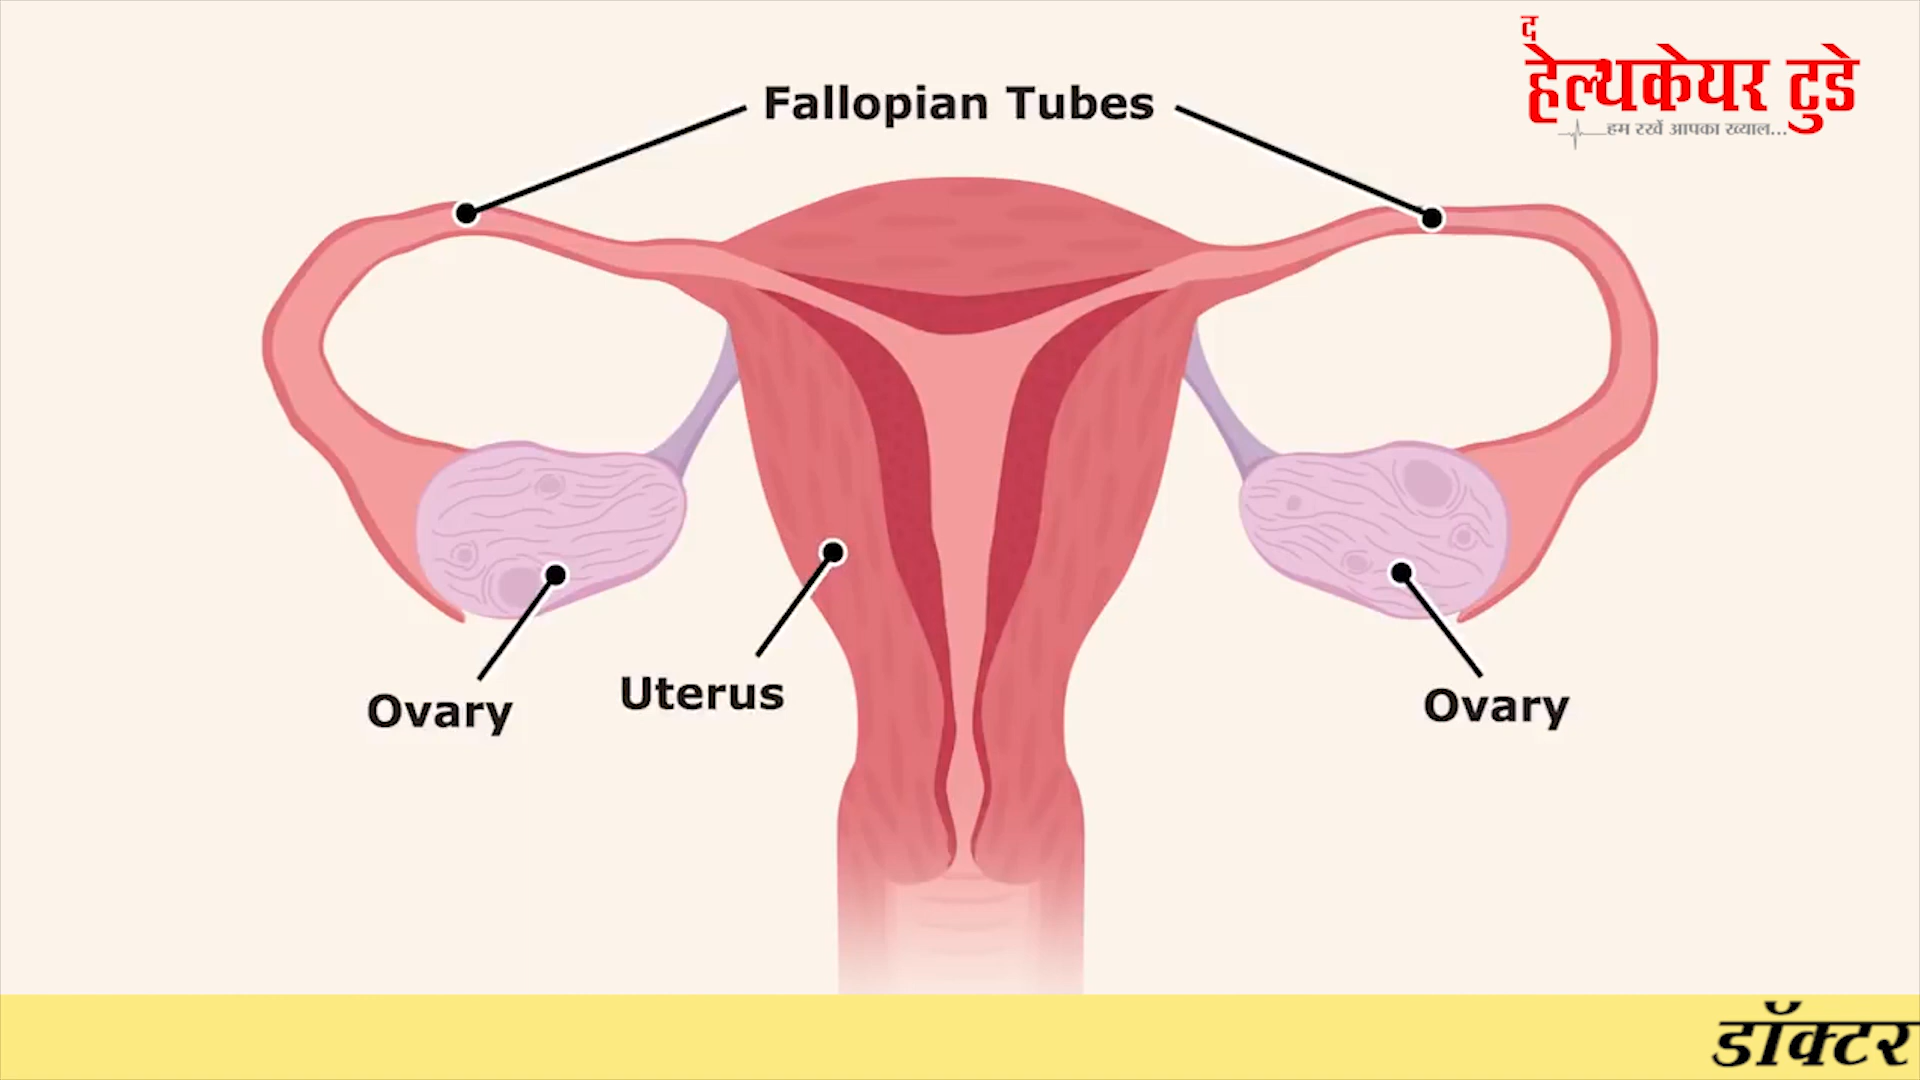 द
हेल्थकेयर टुडे
हम रखें आपका ख्याल...
Fallopian Tubes
Ovary
Uterus
Ovary
डॉक्टर